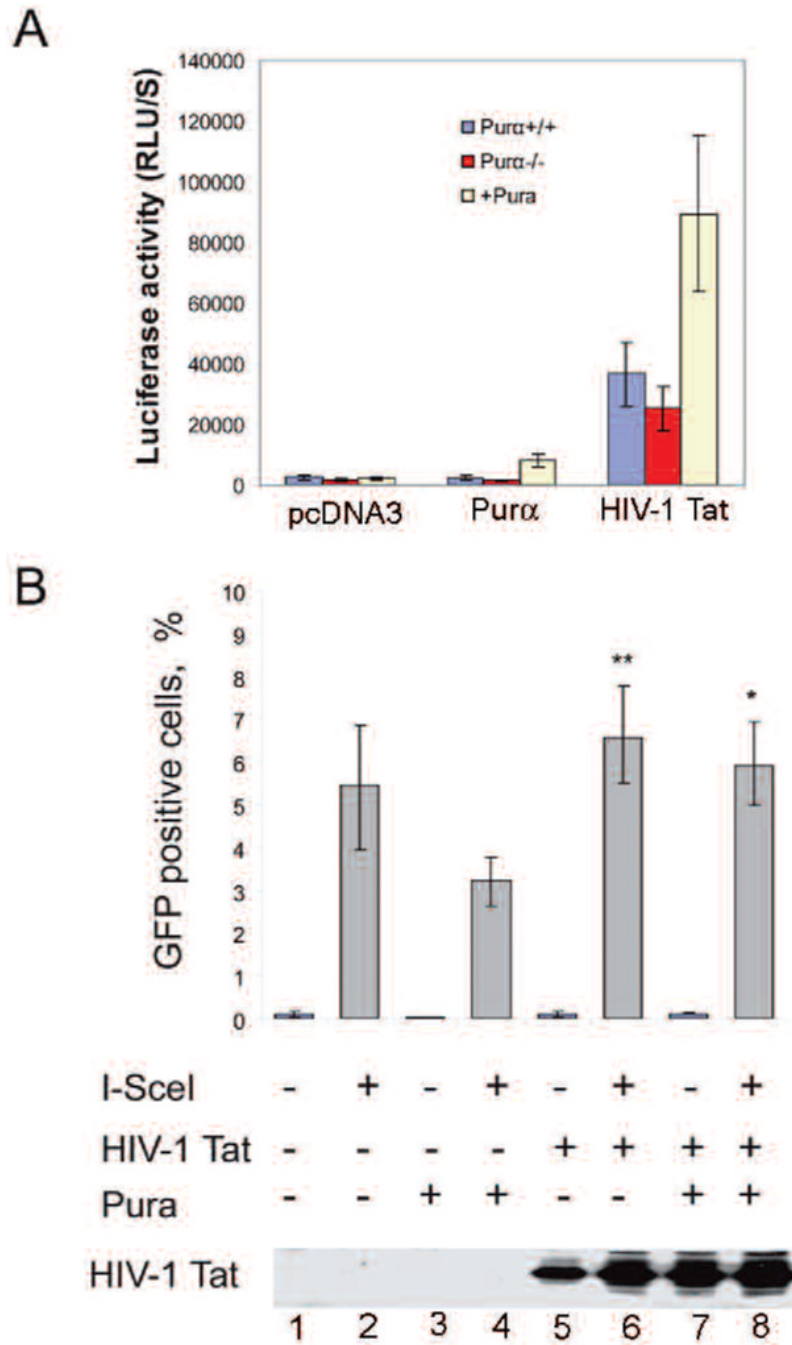 A
Luciferase activity (RLU/S)
140000
120000
100000
80000
60000
40000
20000
0
Purα+/+
Purα-/-
+Pura
pcDNA3 Purα HIV-1 Tat
B
GFP positive cells, %
10
9
8
7
6
5
4
3
2
1
0
**
*
I-SceI - + - + - + - +
HIV-1 Tat - - - - + + + +
Pura - - + + - - + +
HIV-1 Tat
1 2 3 4 5 6 7 8